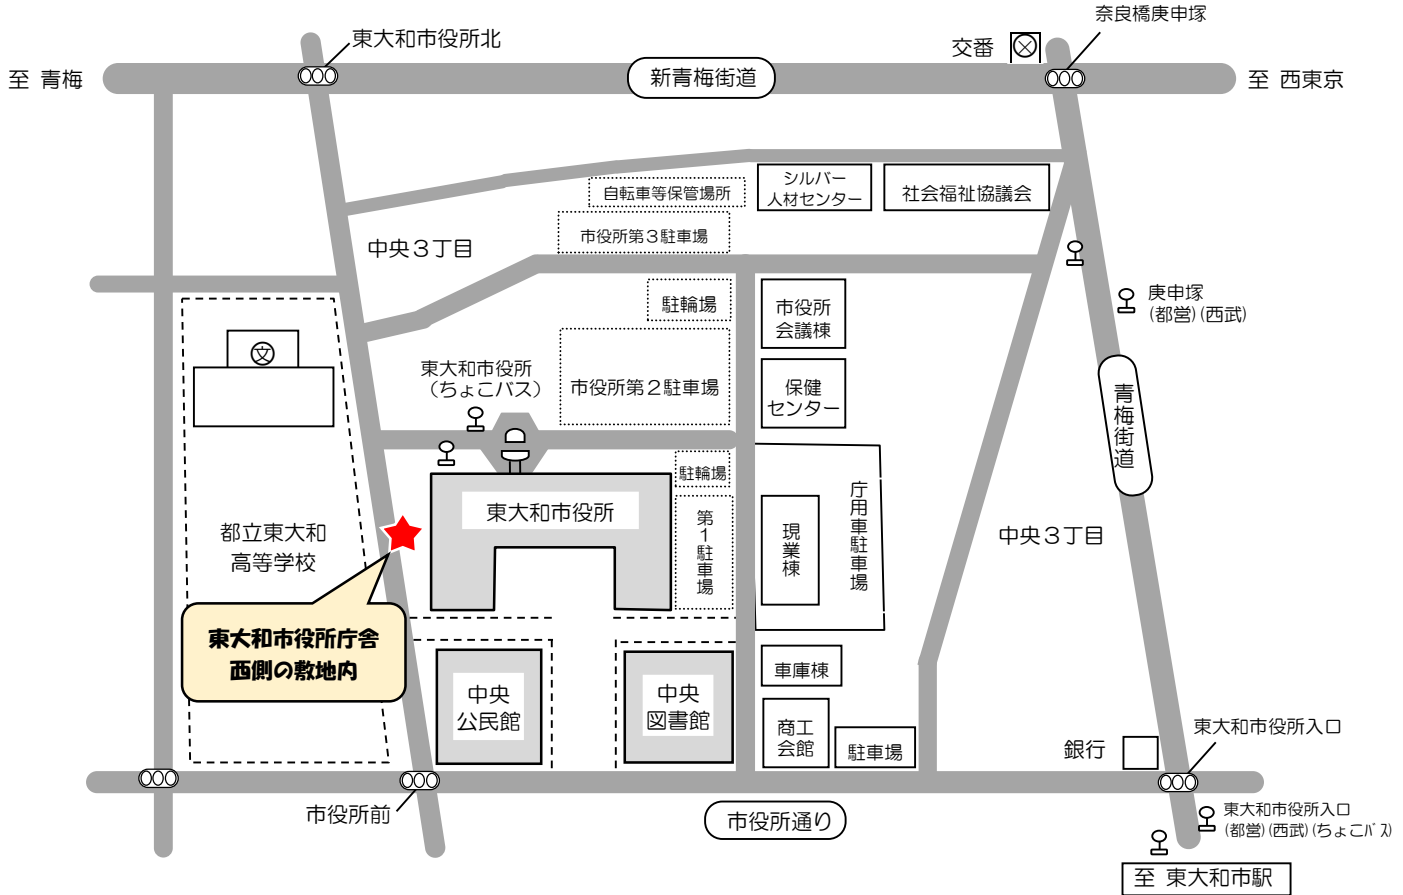 奈良橋庚申塚
東大和市役所北
交番
至 青梅
新青梅街道
至 西東京
シルバー
人材センター
社会福祉協議会
自転車等保管場所
市役所第3駐車場
中央3丁目
駐輪場
市役所
会議棟
庚申塚
(都営)(西武)
文
東大和市役所
(ちょこバス)
市役所第2駐車場
保健
センター
青梅街道
駐輪場
東大和市役所
第1駐車場
現業棟
庁用車駐車場
中央3丁目
都立東大和
高等学校
東大和市役所庁舎
西側の敷地内
中央
公民館
中央
図書館
車庫棟
商工
会館
駐車場
銀行
東大和市役所入口
市役所前
市役所通り
東大和市役所入口
(都営)(西武)(ちょこバス)
至 東大和市駅